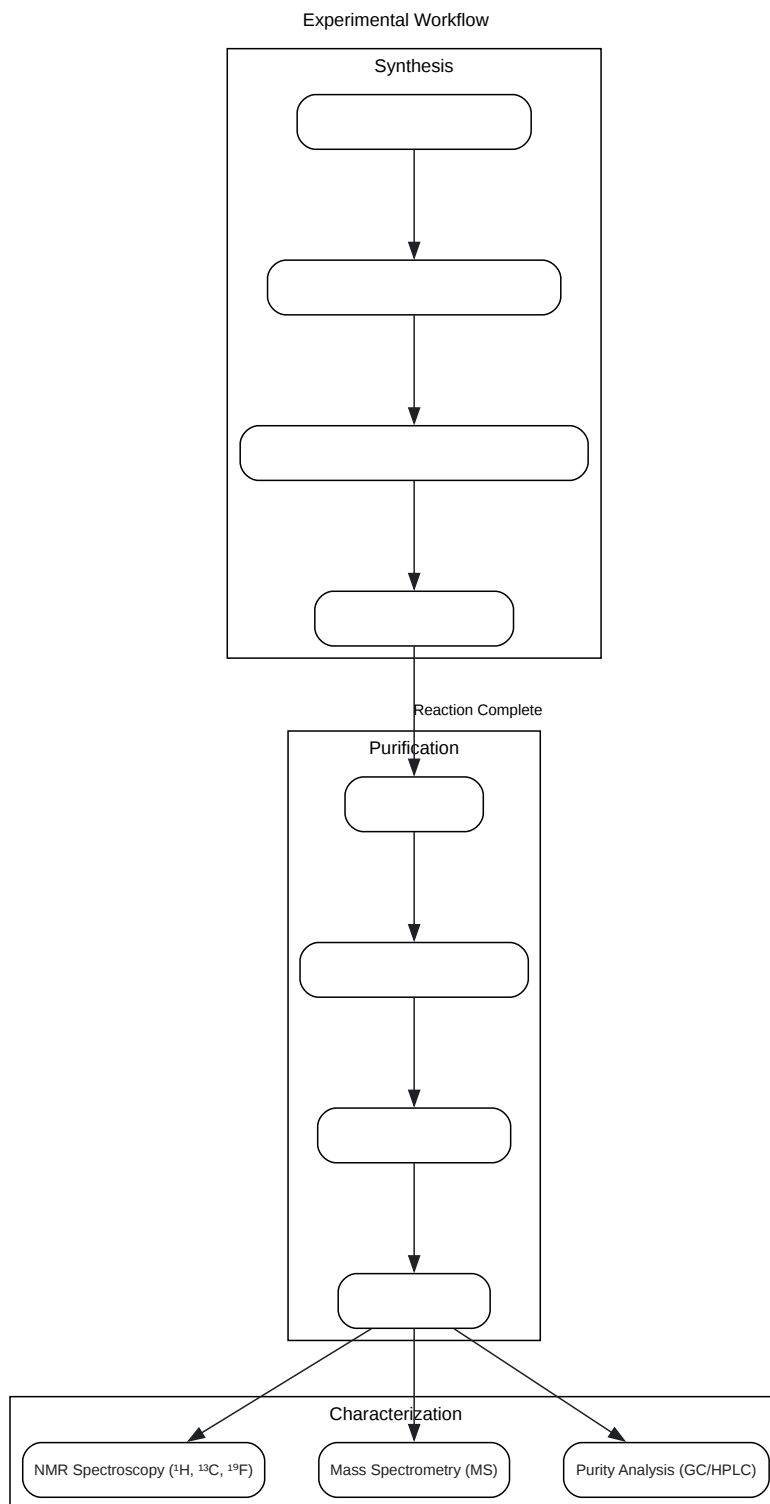 Experimental Workflow
Synthesis
Reaction Complete
Purification
Characterization
NMR Spectroscopy (¹H, ¹³C, ¹⁹F)
Mass Spectrometry (MS)
Purity Analysis (GC/HPLC)